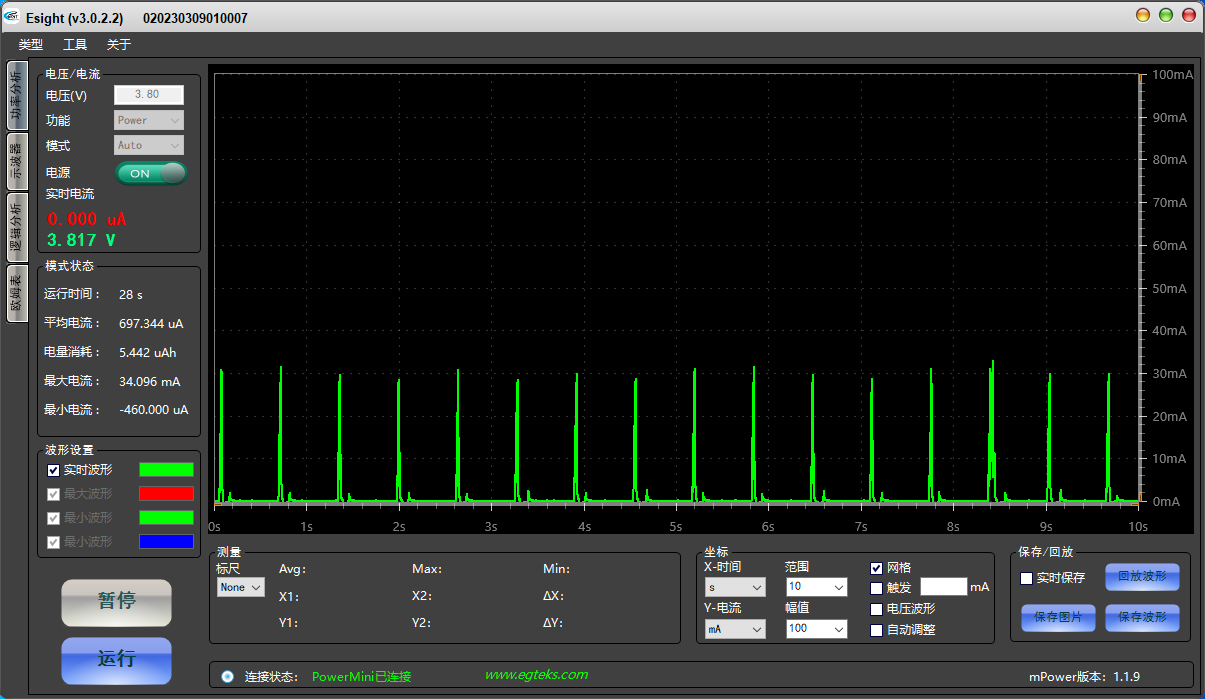 Esight (v3.0.2.2) 020230309010007
类型 工具 关于
功率分析
示波器
逻辑分析
欧姆表
电压/电流
电压(V) 3.80
功能 Power
模式 Auto
电源 ON
实时电流
0.000 uA
3.817 V
模式状态
运行时间： 28 s
平均电流： 697.344 uA
电量消耗： 5.442 uAh
最大电流： 34.096 mA
最小电流： -460.000 uA
波形设置
实时波形
最大波形
最小波形
最小波形
暂停
运行
100mA
90mA
80mA
70mA
60mA
50mA
40mA
30mA
20mA
10mA
0mA
0s 1s 2s 3s 4s 5s 6s 7s 8s 9s 10s
测量
标尺 Avg: Max: Min:
None
X1: X2: ΔX:
Y1: Y2: ΔY:
坐标
X-时间 范围 网格
s 10 触发 mA
Y-电流 幅值 电压波形
mA 100 自动调整
保存/回放
实时保存 回放波形
保存图片 保存波形
连接状态： PowerMini已连接 www.egteks.com mPower版本：1.1.9